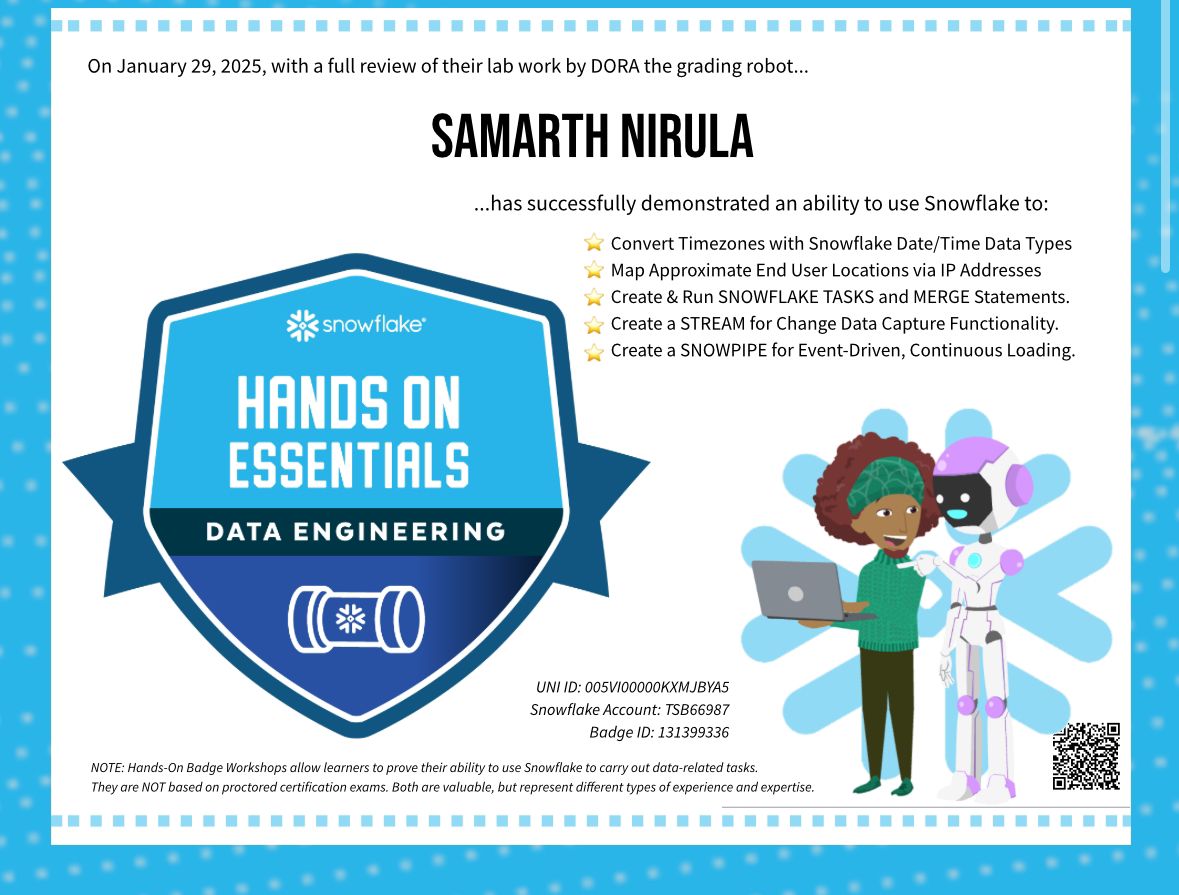 On January 29, 2025, with a full review of their lab work by DORA the grading robot...
SAMARTH NIRULA
...has successfully demonstrated an ability to use Snowflake to:
Convert Timezones with Snowflake Date/Time Data Types
Map Approximate End User Locations via IP Addresses
Create & Run SNOWFLAKE TASKS and MERGE Statements.
Create a STREAM for Change Data Capture Functionality.
Create a SNOWPIPE for Event-Driven, Continuous Loading.
snowflake®
HANDS ON
ESSENTIALS
DATA ENGINEERING
UNI ID: 005VI00000KXMJBYA5
Snowflake Account: TSB66987
Badge ID: 131399336
NOTE: Hands-On Badge Workshops allow learners to prove their ability to use Snowflake to carry out data-related tasks.
They are NOT based on proctored certification exams. Both are valuable, but represent different types of experience and expertise.